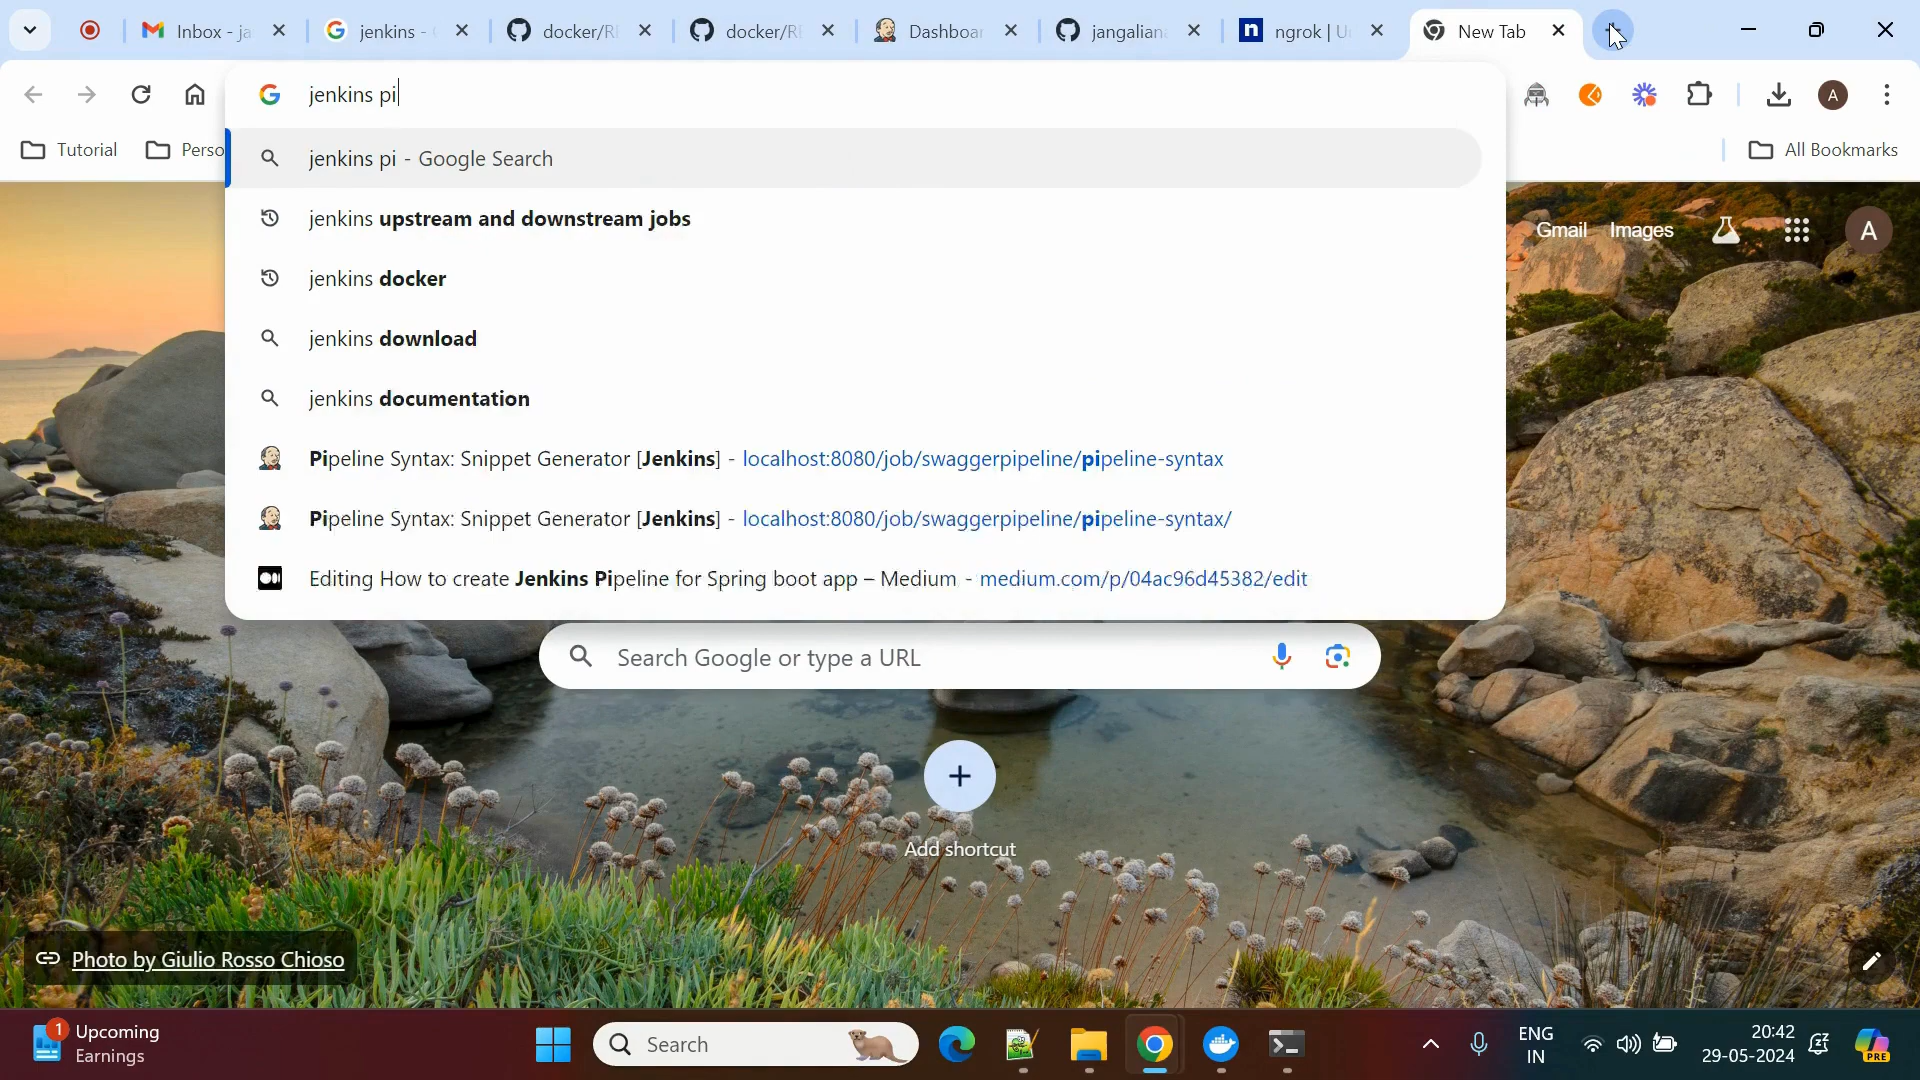 Inbox - ja
jenkins -
docker/RE
docker/RE
Dashboar
jangalian
ngrok | U
New Tab
jenkins pi
A
Tutorial
Perso
All Bookmarks
jenkins pi - Google Search
jenkins upstream and downstream jobs
jenkins docker
jenkins download
jenkins documentation
Pipeline Syntax: Snippet Generator [Jenkins] - localhost:8080/job/swaggerpipeline/pipeline-syntax
Pipeline Syntax: Snippet Generator [Jenkins] - localhost:8080/job/swaggerpipeline/pipeline-syntax/
Editing How to create Jenkins Pipeline for Spring boot app – Medium - medium.com/p/04ac96d45382/edit
Gmail Images
A
Search Google or type a URL
Add shortcut
Photo by Giulio Rosso Chioso
1
Upcoming
Earnings
Search
ENG
IN
20:42
29-05-2024
PRE